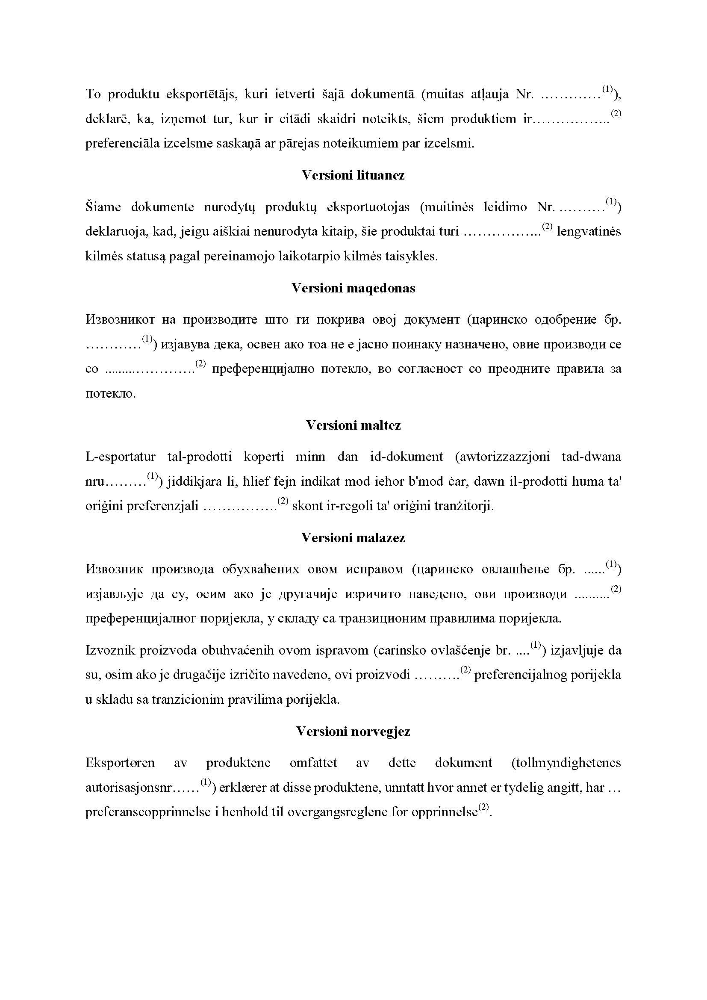 To produktu eksportētājs, kuri ietverti šajā dokumentā (muitas atļauja Nr. .…………(1)),
deklarē, ka, izņemot tur, kur ir citādi skaidri noteikts, šiem produktiem ir……………..(2)
preferenciāla izcelsme saskaņā ar pārejas noteikumiem par izcelsmi.
Versioni lituanez
Šiame dokumente nurodytų produktų eksportuotojas (muitinės leidimo Nr. .………(1))
deklaruoja, kad, jeigu aiškiai nenurodyta kitaip, šie produktai turi ……………..(2) lengvatinės
kilmės statusą pagal pereinamojo laikotarpio kilmės taisykles.
Versioni maqedonas
Извозникот на производите што ги покрива овој документ (царинско одобрение бр.
…………(1)) изјавува дека, освен ако тоа не е јасно поинаку назначено, овие производи се
со .........………….(2) преференцијално потекло, во согласност со преодните правила за
потекло.
Versioni maltez
L-esportatur tal-prodotti koperti minn dan id-dokument (awtorizzazzjoni tad-dwana
nru………(1)) jiddikjara li, ħlief fejn indikat mod ieħor b'mod ċar, dawn il-prodotti huma ta'
oriġini preferenzjali …………….(2) skont ir-regoli ta' oriġini tranżitorji.
Versioni malazez
Извозник производа обухваћених овом исправом (царинско овлашћење бр. ......(1))
изјављује да су, осим ако је другачије изричито наведено, ови производи ..........(2)
преференцијалног поријекла, у складу са транзиционим правилима поријекла.
Izvoznik proizvoda obuhvaćenih ovom ispravom (carinsko ovlašćenje br. ....(1)) izjavljuje da
su, osim ako je drugačije izričito navedeno, ovi proizvodi ……….(2) preferencijalnog porijekla
u skladu sa tranzicionim pravilima porijekla.
Versioni norvegjez
Eksportøren av produktene omfattet av dette dokument (tollmyndighetenes
autorisasjonsnr……(1)) erklærer at disse produktene, unntatt hvor annet er tydelig angitt, har …
preferanseopprinnelse i henhold til overgangsreglene for opprinnelse(2).